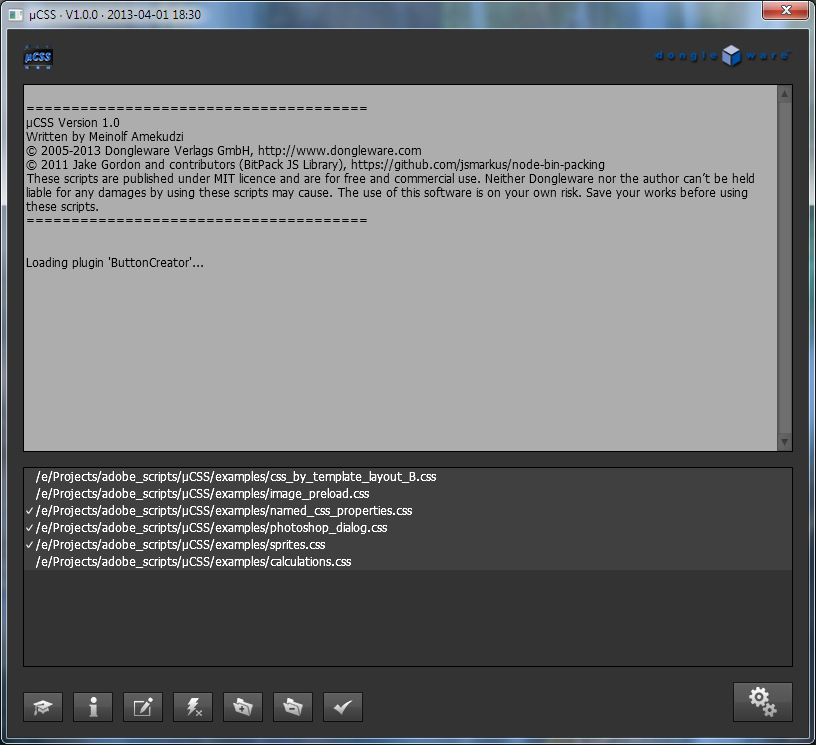 µCSS · V1.0.0 · 2013-04-01 18:30
µCSS
dongleware
======================================
µCSS Version 1.0
Written by Meinolf Amekudzi
© 2005-2013 Dongleware Verlags GmbH, http://www.dongleware.com
© 2011 Jake Gordon and contributors (BitPack JS Library), https://github.com/jsmarkus/node-bin-packing
These scripts are published under MIT licence and are for free and commercial use. Neither Dongleware nor the author can’t be held
liable for any damages by using these scripts may cause. The use of this software is on your own risk. Save your works before using
these scripts.
======================================
Loading plugin 'ButtonCreator'...
/e/Projects/adobe_scripts/µCSS/examples/css_by_template_layout_B.css
/e/Projects/adobe_scripts/µCSS/examples/image_preload.css
✓ /e/Projects/adobe_scripts/µCSS/examples/named_css_properties.css
✓ /e/Projects/adobe_scripts/µCSS/examples/photoshop_dialog.css
✓ /e/Projects/adobe_scripts/µCSS/examples/sprites.css
/e/Projects/adobe_scripts/µCSS/examples/calculations.css